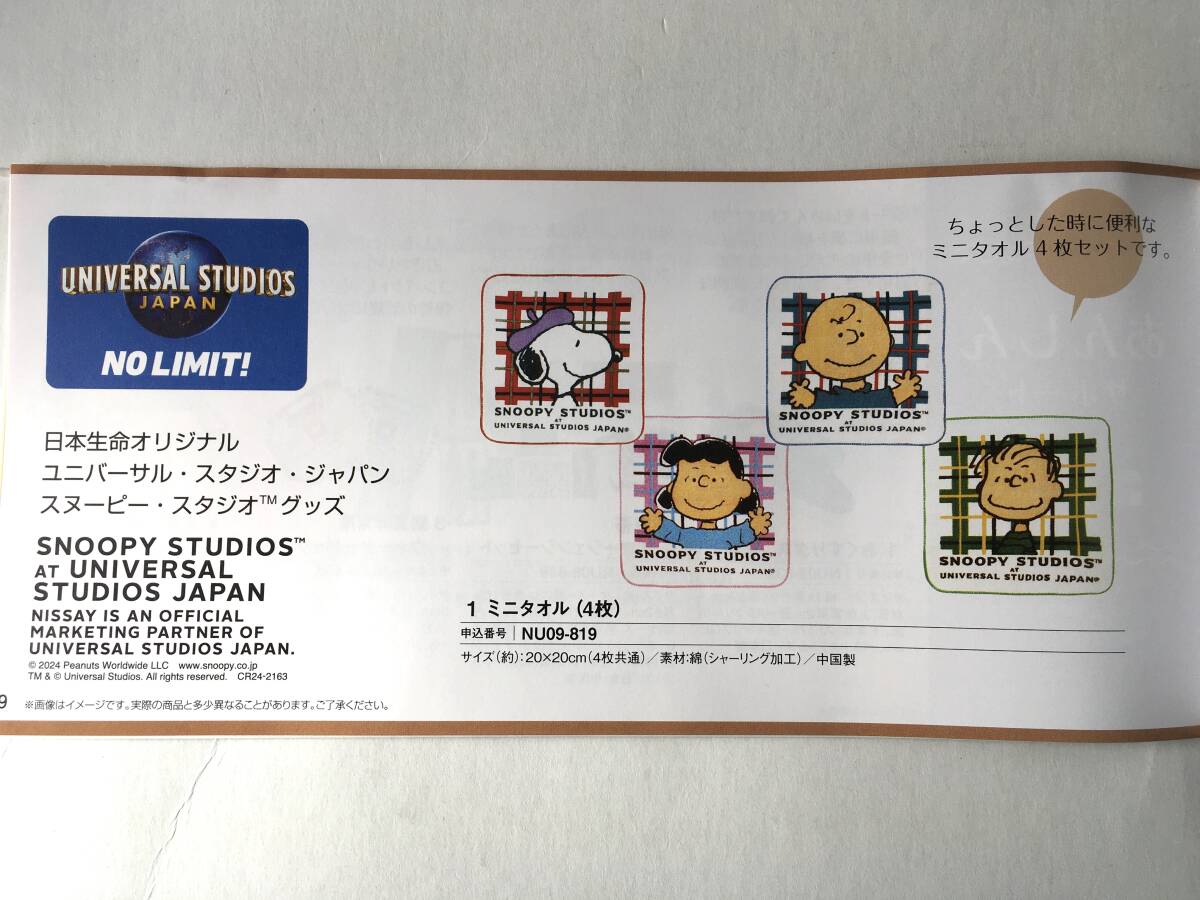 UNIVERSAL STUDIOS
JAPAN
NO LIMIT!
日本生命オリジナル
ユニバーサル・スタジオ・ジャパン
スヌーピー・スタジオ™グッズ
SNOOPY STUDIOS™
AT UNIVERSAL
STUDIOS JAPAN
NISSAY IS AN OFFICIAL
MARKETING PARTNER OF
UNIVERSAL STUDIOS JAPAN.
© 2024 Peanuts Worldwide LLC www.snoopy.co.jp
TM & © Universal Studios. All rights reserved. CR24-2163
9 ※画像はイメージです。実際の商品と多少異なることがあります。ご了承ください。
ちょっとした時に便利な
ミニタオル4枚セットです。
SNOOPY STUDIOS™
AT
UNIVERSAL STUDIOS JAPAN®
SNOOPY STUDIOS™
AT
UNIVERSAL STUDIOS JAPAN®
SNOOPY STUDIOS™
AT
UNIVERSAL STUDIOS JAPAN®
SNOOPY STUDIOS™
AT
UNIVERSAL STUDIOS JAPAN®
1 ミニタオル(4枚)
申込番号 NU09-819
サイズ(約):20×20cm(4枚共通)/素材:綿(シャーリング加工)/中国製